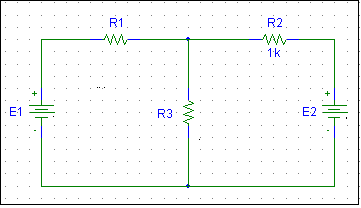 R1 R2
1k
+ +
E1 R3 E2
- -